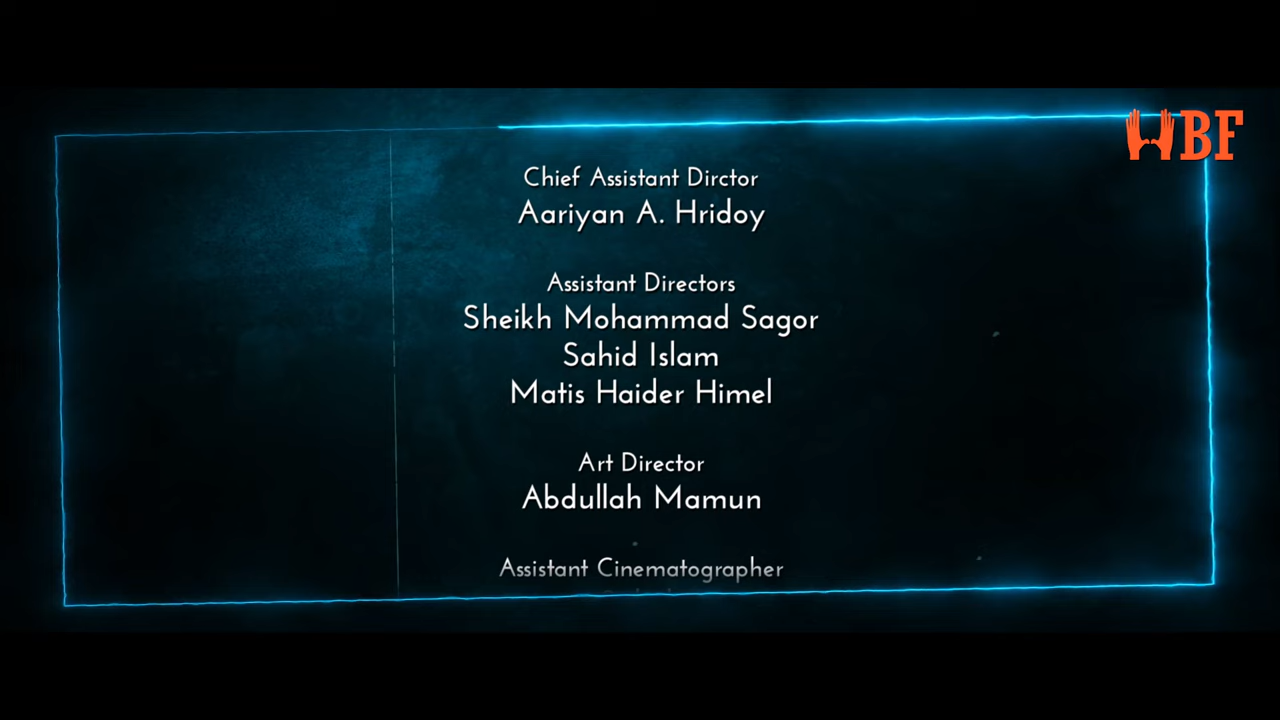 BF
Chief Assistant Dirctor
Aariyan A. Hridoy
Assistant Directors
Sheikh Mohammad Sagor
Sahid Islam
Matis Haider Himel
Art Director
Abdullah Mamun
Assistant Cinematographer